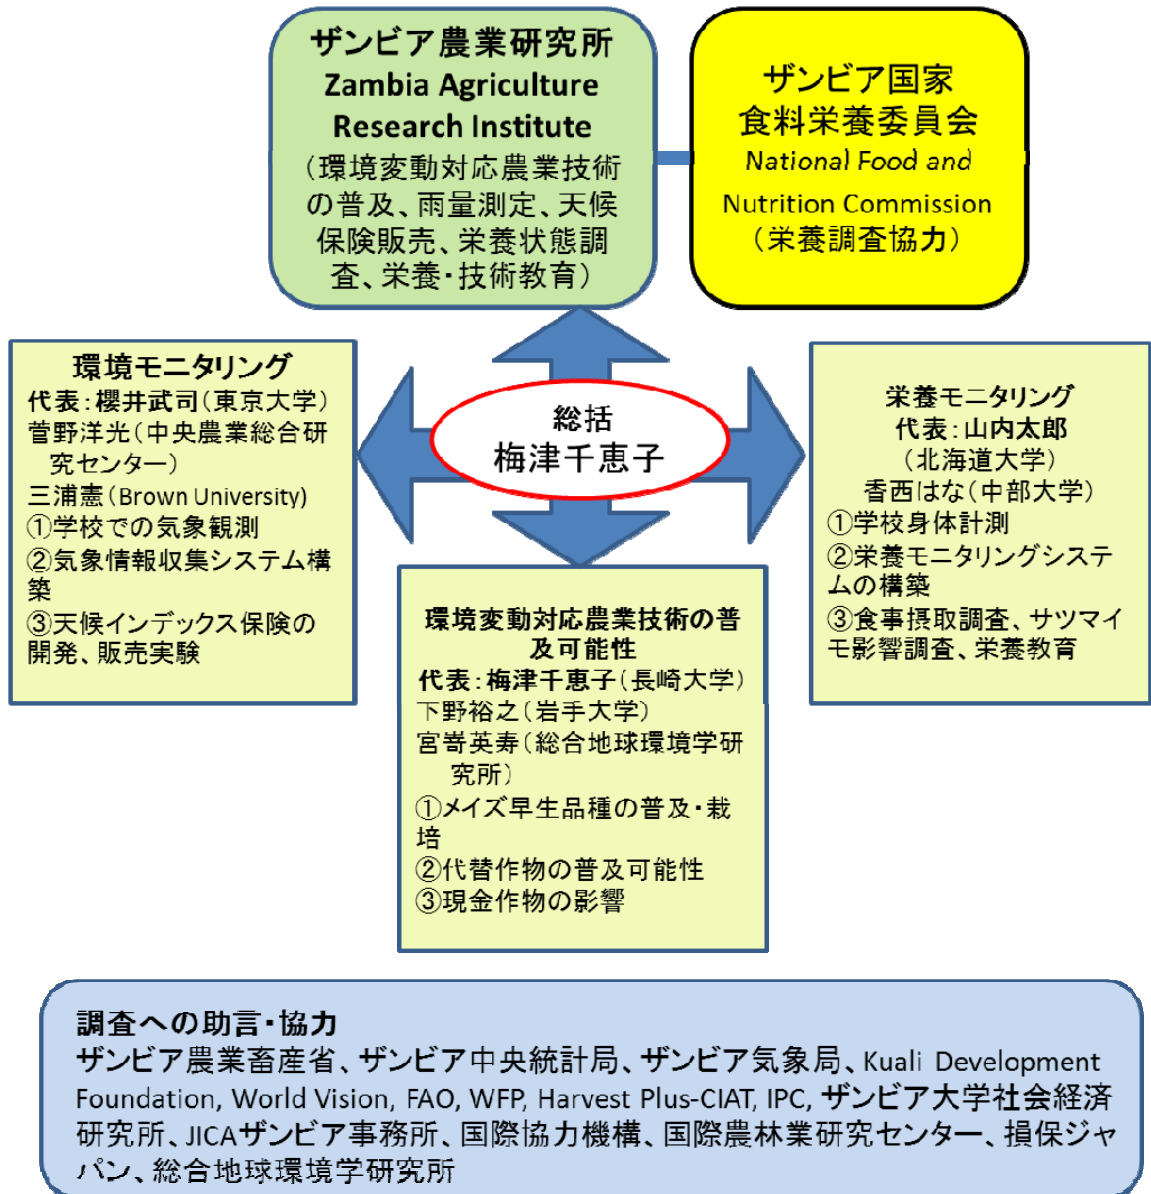 ザンビア農業研究所
Zambia Agriculture
Research Institute
（環境変動対応農業技術
の普及、雨量測定、天候
保険販売、栄養状態調
査、栄養・技術教育）
ザンビア国家
食料栄養委員会
National Food and
Nutrition Commission
（栄養調査協力）
環境モニタリング
代表：櫻井武司（東京大学）
菅野洋光（中央農業総合研
究センター）
三浦憲（Brown University)
①学校での気象観測
②気象情報収集システム構
築
③天候インデックス保険の
開発、販売実験
総括
梅津千恵子
栄養モニタリング
代表：山内太郎
（北海道大学）
香西はな（中部大学）
①学校身体計測
②栄養モニタリングシステ
ムの構築
③食事摂取調査、サツマイ
モ影響調査、栄養教育
環境変動対応農業技術の普
及可能性
代表：梅津千恵子（長崎大学）
下野裕之（岩手大学）
宮嵜英寿（総合地球環境学研
究所）
①メイズ早生品種の普及・栽
培
②代替作物の普及可能性
③現金作物の影響
調査への助言・協力
ザンビア農業畜産省、ザンビア中央統計局、ザンビア気象局、Kuali Development
Foundation, World Vision, FAO, WFP, Harvest Plus-CIAT, IPC, ザンビア大学社会経済
研究所、JICAザンビア事務所、国際協力機構、国際農林業研究センター、損保ジャ
パン、総合地球環境学研究所